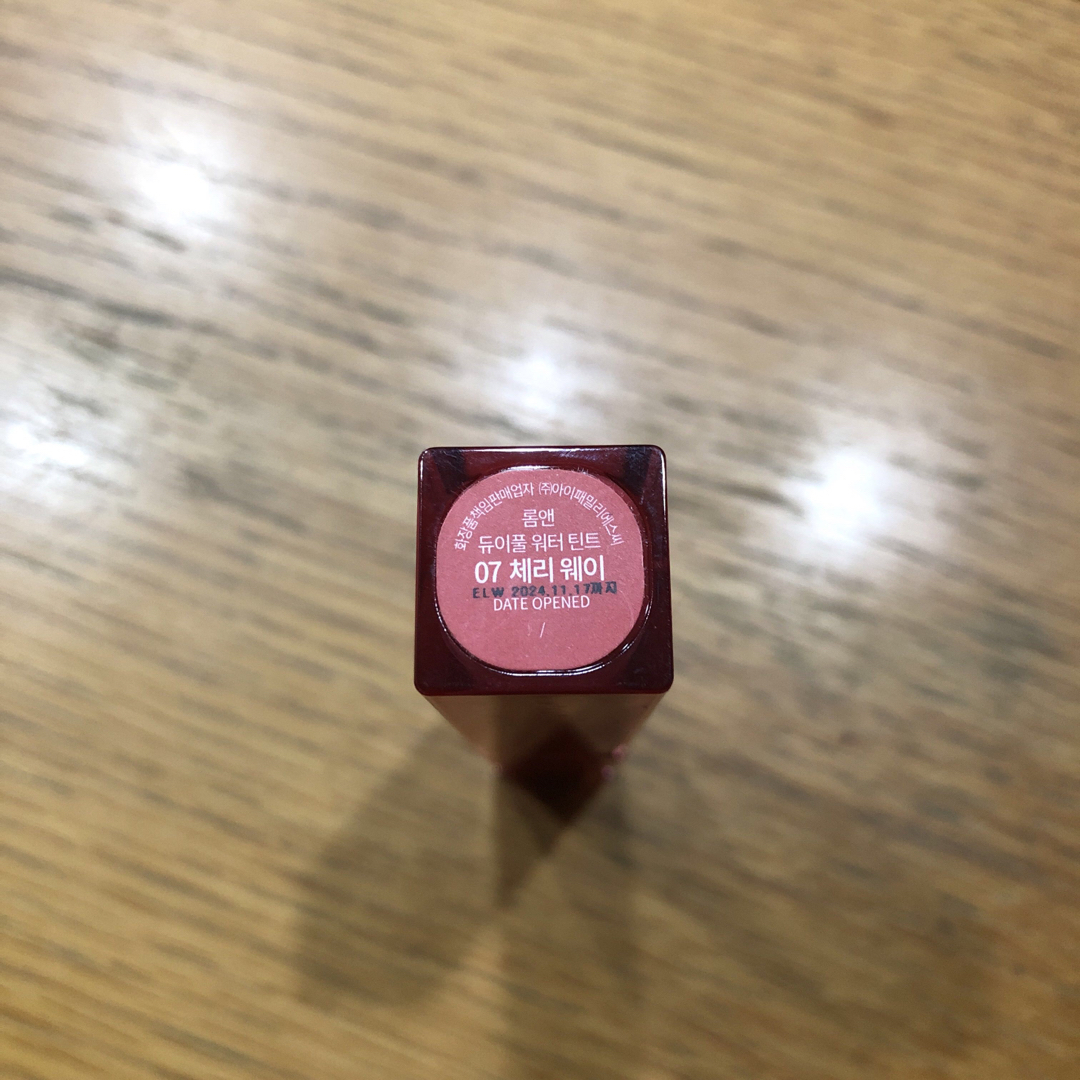 화장품책임판매업자 ㈜아이패밀리에스씨
롬앤
듀이풀 워터 틴트
07 체리 웨이
ELW 2024.11.17까지
DATE OPENED
/